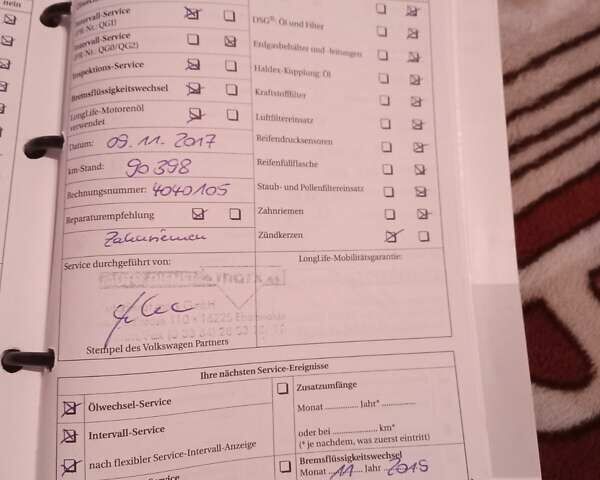 nein
Intervall-Service
(PR.Nr. QG1)
Intervall-Service
(PR.Nr. QG0/QG2)
Inspektions-Service
Bremsflüssigkeitswechsel
LongLife-Motorenöl
verwendet
Datum: 09.11.2017
km-Stand: 90398
Rechnungsnummer: 4040105
Reparaturempfehlung
Zahnriemen
Service durchgeführt von:
Stempel des Volkswagen Partners
DSG®: Öl und Filter
Erdgasbehälter und -leitungen
Haldex-Kupplung: Öl
Kraftstofffilter
Luftfiltereinsatz
Reifendrucksensoren
Reifenfüllflasche
Staub- und Pollenfiltereinsatz
Zahnriemen
Zündkerzen
LongLife-Mobilitätsgarantie:
Ihre nächsten Service-Ereignisse
Ölwechsel-Service
Intervall-Service
nach flexibler Service-Intervall-Anzeige
Zusatzumfänge
Monat ............ Jahr* ............
oder bei ............ km*
(* je nachdem, was zuerst eintritt)
Bremsflüssigkeitswechsel
Monat 11 Jahr 2015